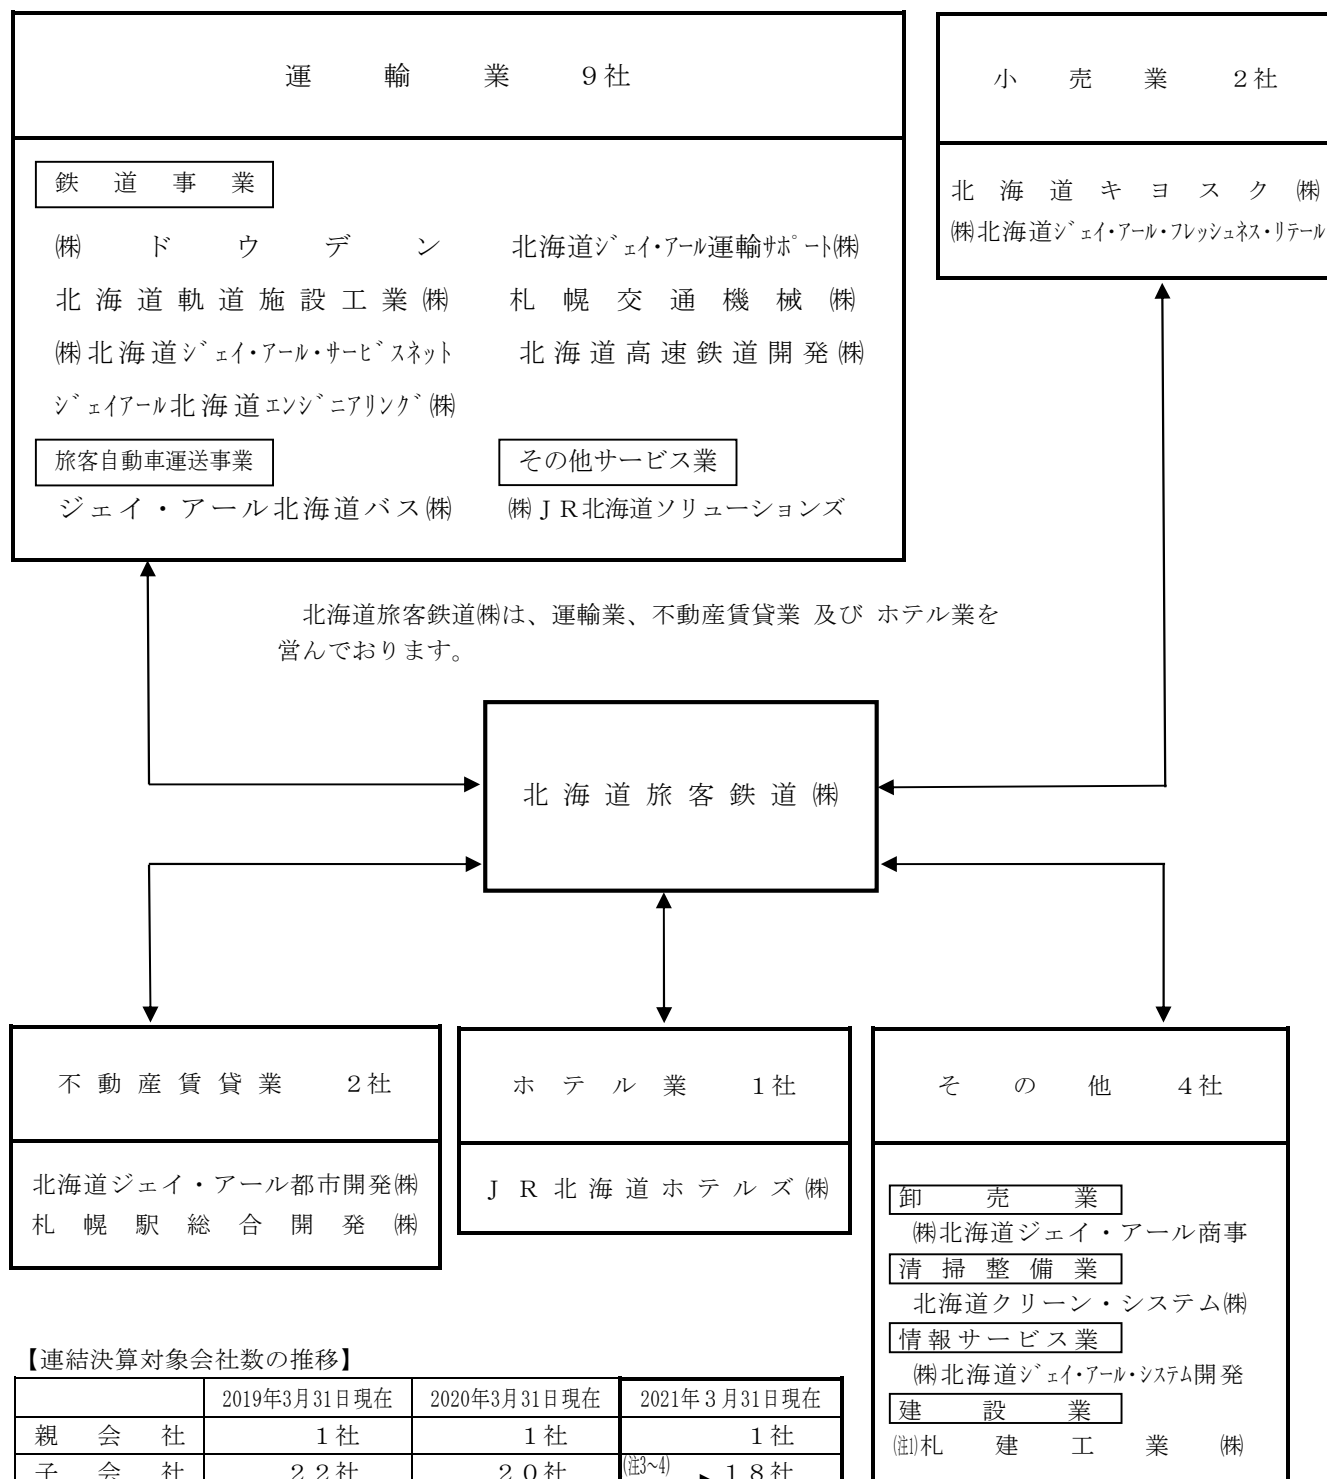 運輸業 ９社
鉄道事業
㈱ドウデン
北海道ｼﾞｪｲ・ｱｰﾙ運輸ｻﾎﾟｰﾄ㈱
北海道軌道施設工業㈱
札幌交通機械㈱
㈱北海道ｼﾞｪｲ・ｱｰﾙ・ｻｰﾋﾞｽﾈｯﾄ
北海道高速鉄道開発㈱
ｼﾞｪｲｱｰﾙ北海道ｴﾝｼﾞﾆｱﾘﾝｸﾞ㈱
旅客自動車運送事業
その他サービス業
ジェイ・アール北海道バス㈱
㈱ＪＲ北海道ソリューションズ
小売業 ２社
北海道キヨスク㈱
㈱北海道ｼﾞｪｲ・ｱｰﾙ・ﾌﾚｯｼｭﾈｽ・ﾘﾃｰﾙ
北海道旅客鉄道㈱は、運輸業、不動産賃貸業 及び ホテル業を
営んでおります。
北海道旅客鉄道㈱
不動産賃貸業 ２社
北海道ジェイ・アール都市開発㈱
札幌駅総合開発㈱
ホテル業 １社
ＪＲ北海道ホテルズ㈱
その他 ４社
卸売業
㈱北海道ジェイ・アール商事
清掃整備業
北海道クリーン・システム㈱
情報サービス業
㈱北海道ｼﾞｪｲ・ｱｰﾙ・ｼｽﾃﾑ開発
建設業
(注1)札建工業㈱
【連結決算対象会社数の推移】
2019年3月31日現在 2020年3月31日現在 2021年３月31日現在
親会社 １社 １社 １社
子会社 ２２社 ２０社 (注3~4) １８社